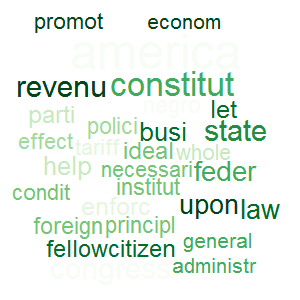 promot econom
america
revenu constitut
negro let
parti polici busi state
effect tariff ideal whole
help necessari feder
condit institut
enforc upon law
foreign principl
fellowcitizen general
congress administr